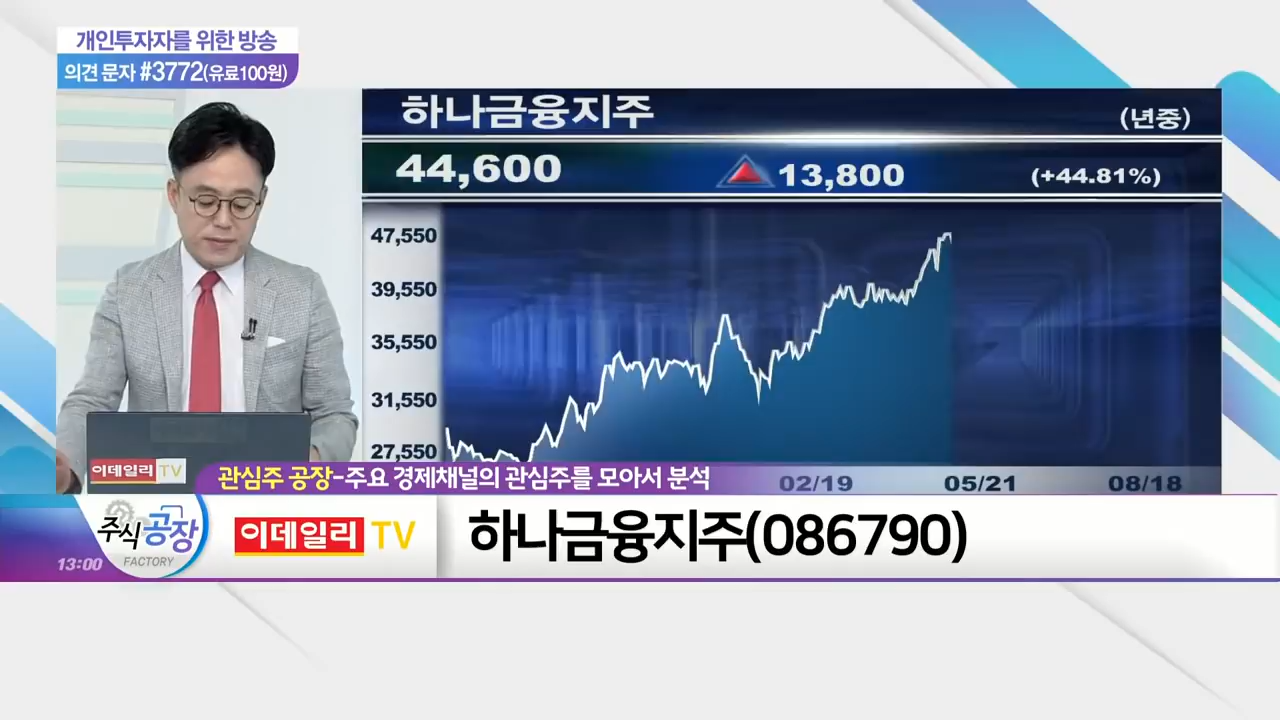 개인투자자를 위한 방송
의견 문자 #3772(유료100원)
하나금융지주 (년중)
44,600 13,800 (+44.81%)
47,550
39,550
35,550
31,550
27,550
02/19 05/21 08/18
이데일리 TV
관심주 공장-주요 경제채널의 관심주를 모아서 분석
주식공장
FACTORY
13:00
이데일리 TV
하나금융지주(086790)